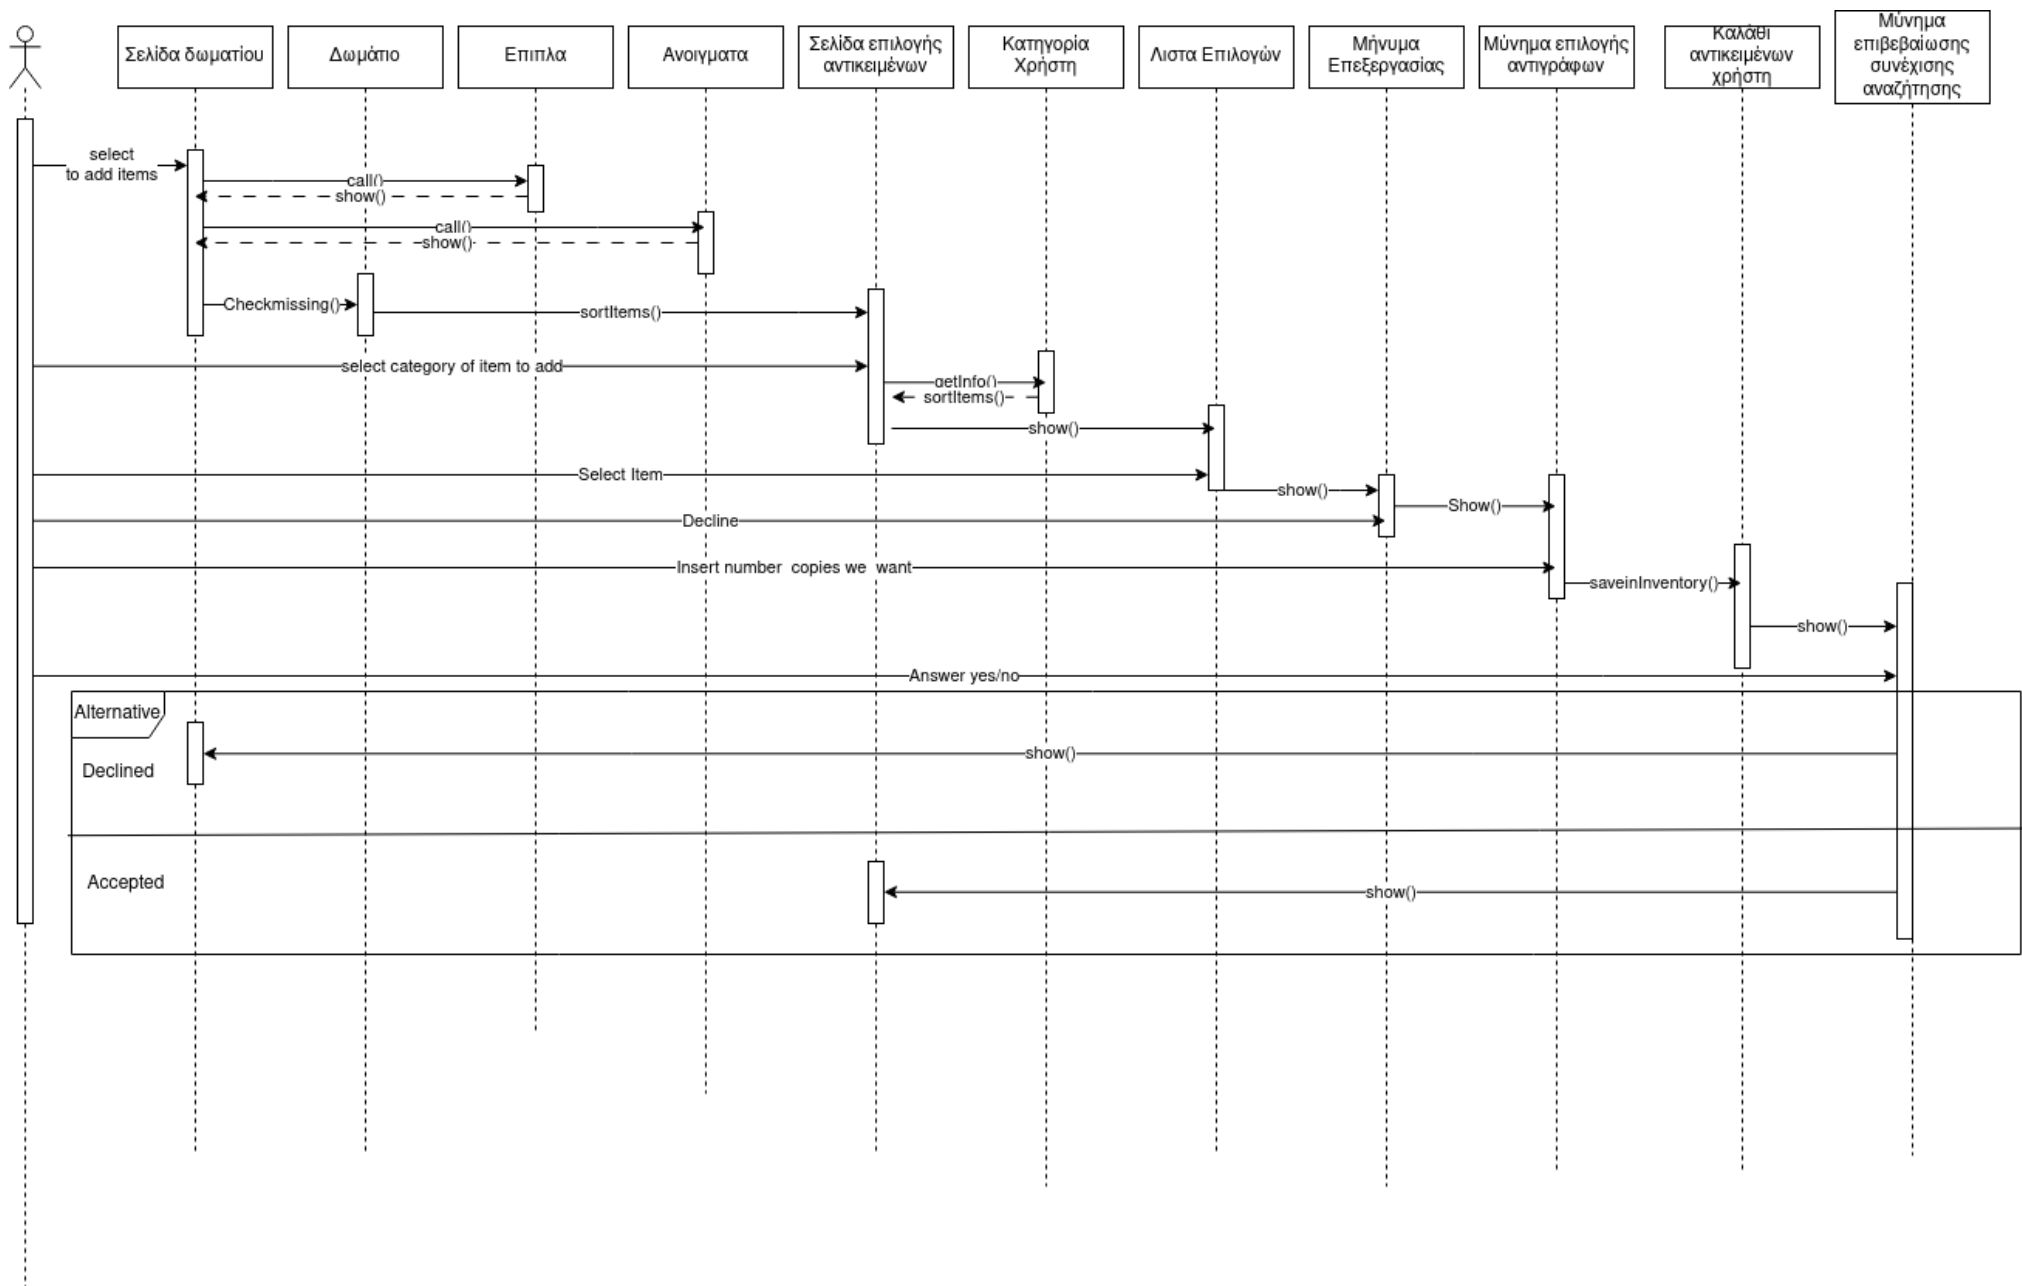 Σελίδα δωματίου
Δωμάτιο
Επιπλα
Ανοιγματα
Σελίδα επιλογής
αντικειμένων
Κατηγορία
Χρήστη
Λιστα Επιλογών
Μήνυμα
Επεξεργασίας
Μύνημα επιλογής
αντιγράφων
Καλάθι
αντικειμένων
χρήστη
Μύνημα
επιβεβαίωσης
συνέχισης
αναζήτησης
select
to add items
call()
show()
call()
show()
Checkmissing()
sortItems()
select category of item to add
getInfo()
sortItems()
show()
Select Item
show()
Show()
Decline
Insert number  copies we  want
saveinInventory()
show()
Answer yes/no
Alternative
show()
Declined
Accepted
show()